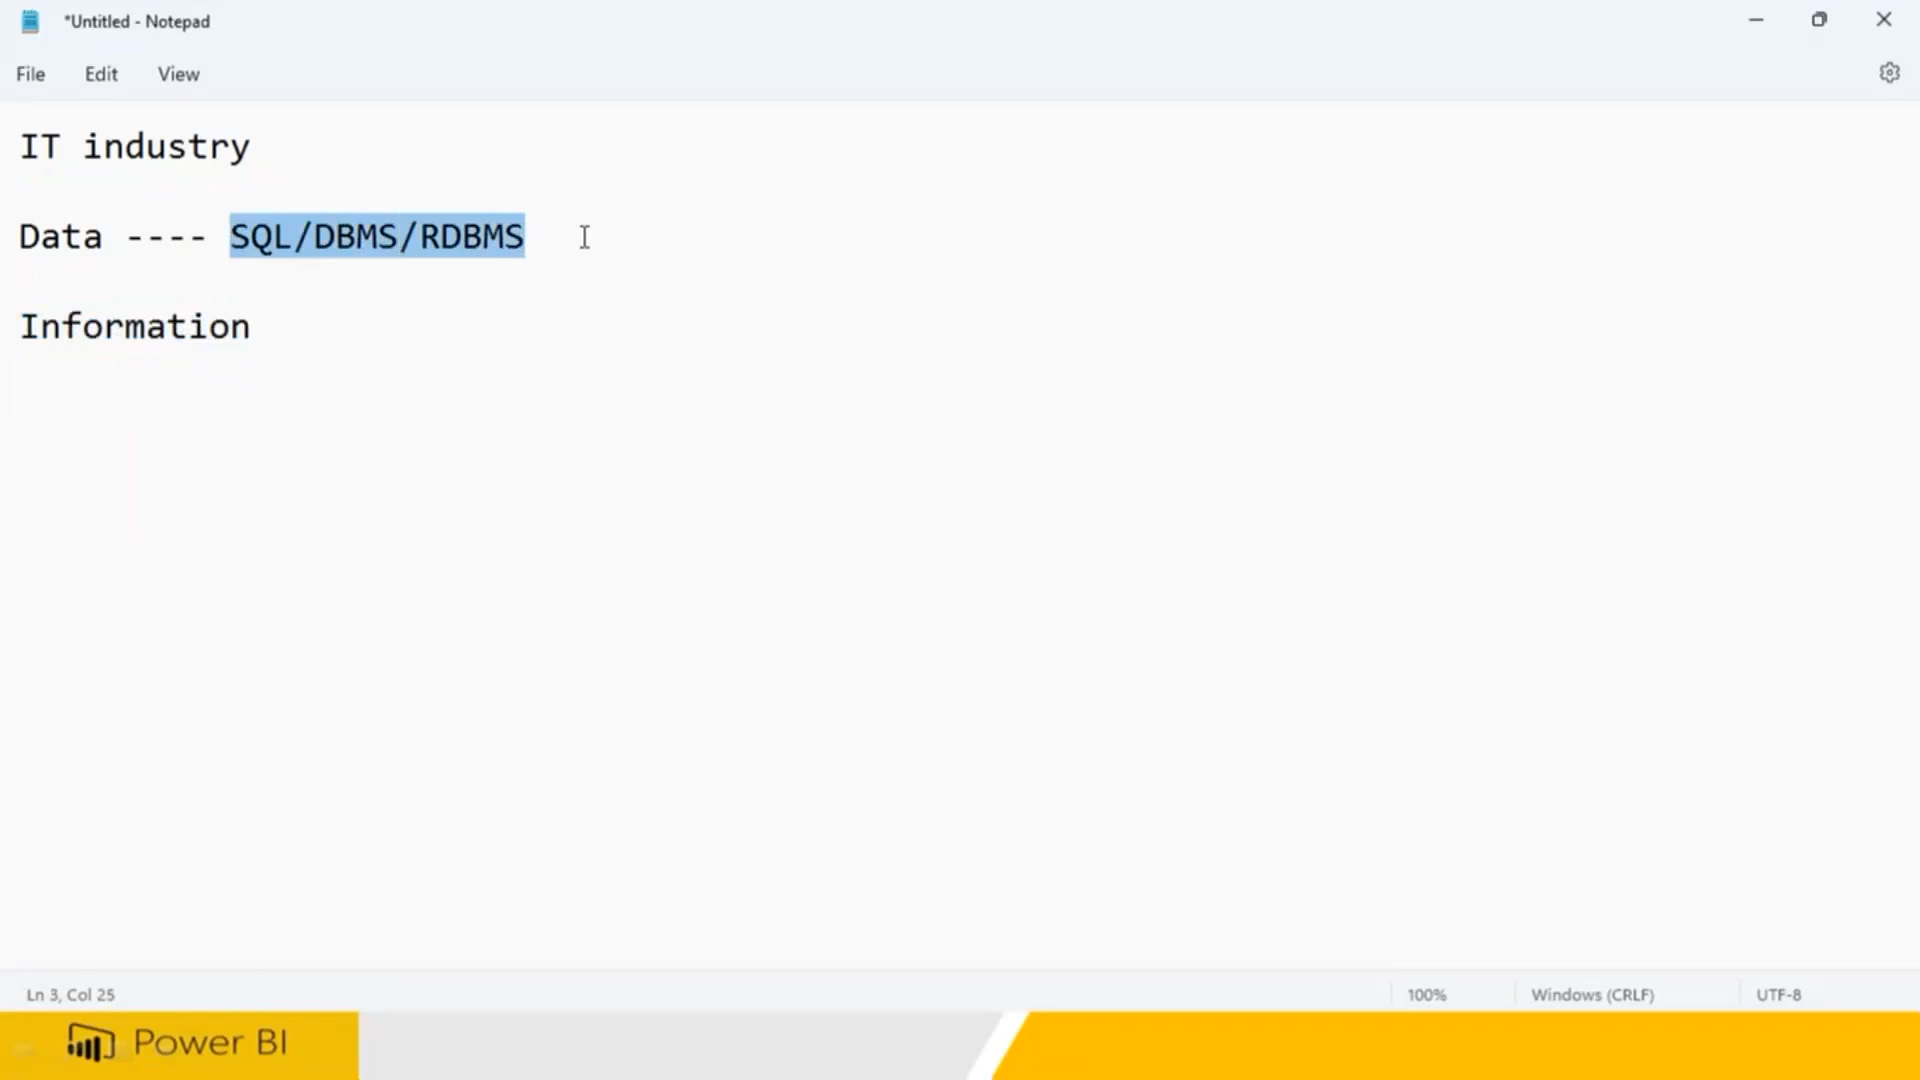 *Untitled - Notepad
File Edit View
IT industry
Data ---- SQL/DBMS/RDBMS
Information
Ln 3, Col 25 100% Windows (CRLF) UTF-8
Power BI